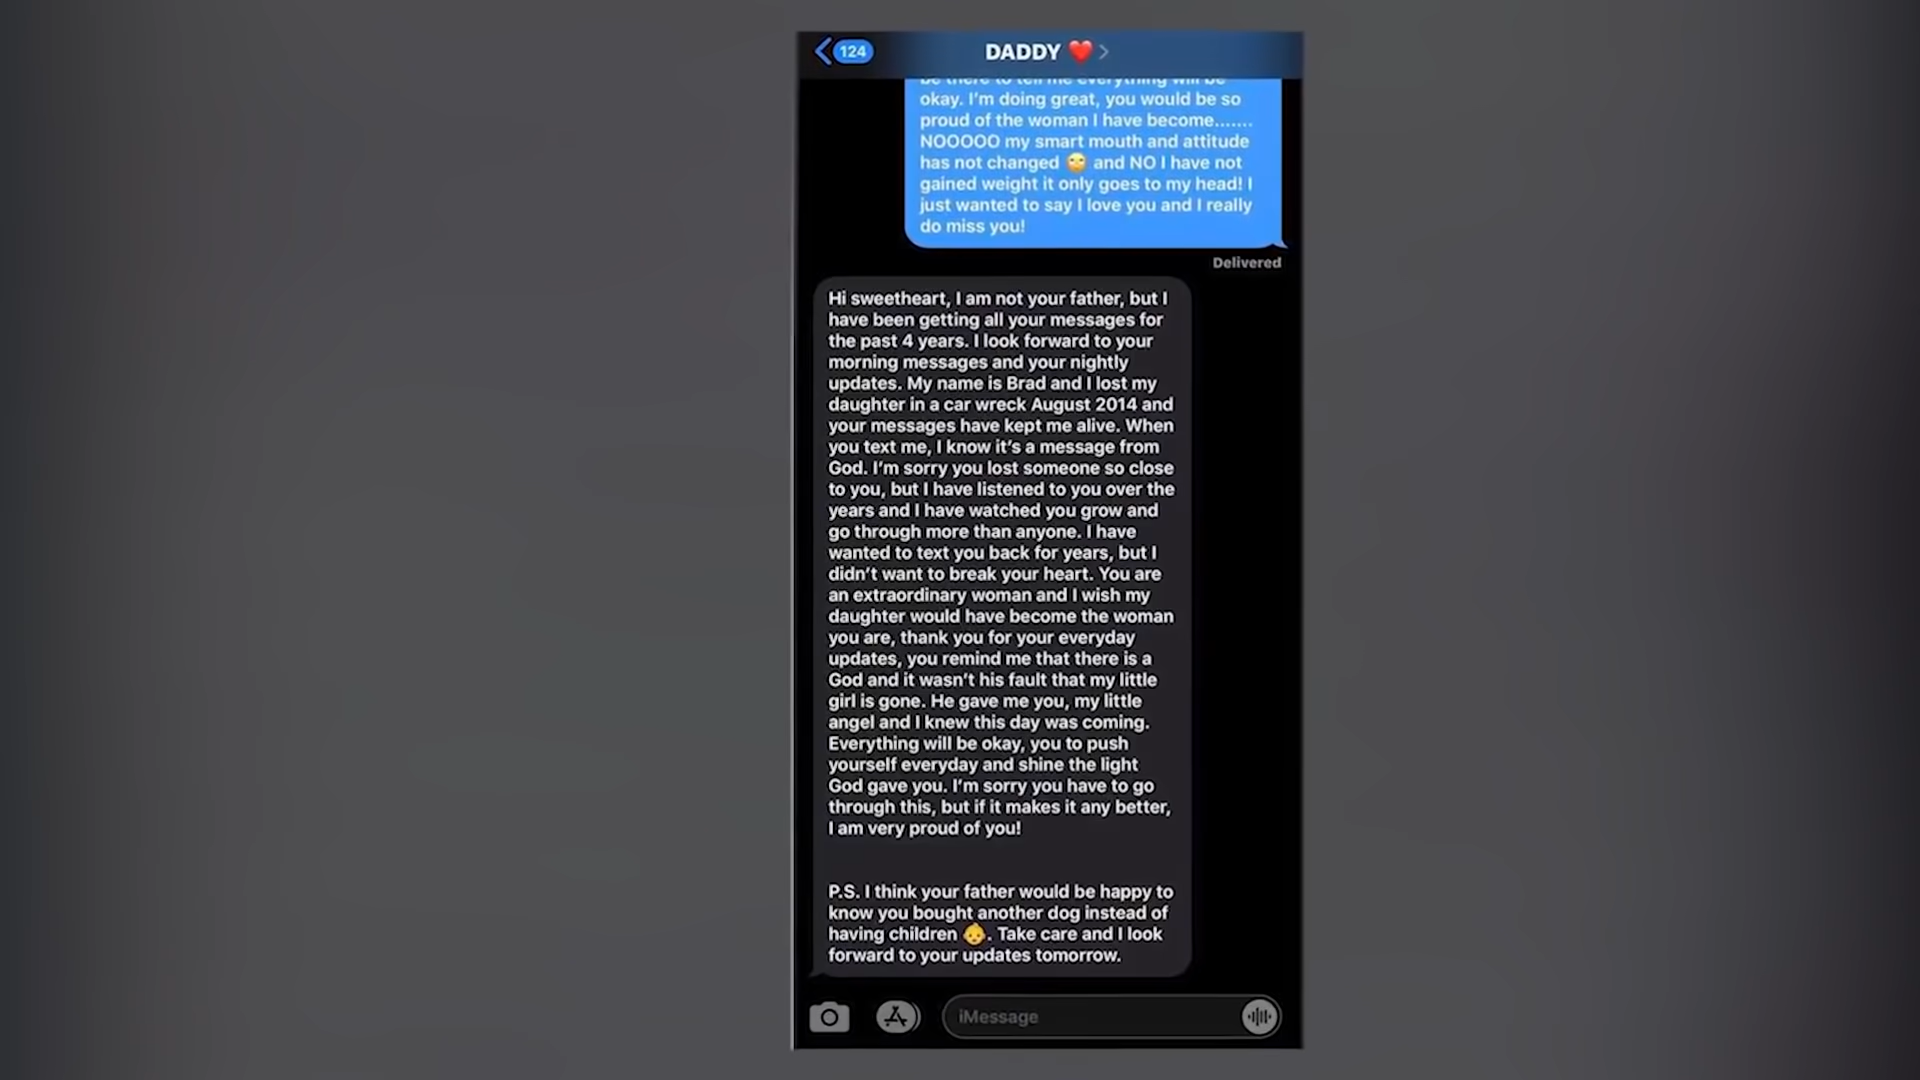 124
DADDY ❤️ >
be there to tell me everything will be
okay. I'm doing great, you would be so
proud of the woman I have become.......
NOOOOO my smart mouth and attitude
has not changed 🙄 and NO I have not
gained weight it only goes to my head! I
just wanted to say I love you and I really
do miss you!
Delivered
Hi sweetheart, I am not your father, but I
have been getting all your messages for
the past 4 years. I look forward to your
morning messages and your nightly
updates. My name is Brad and I lost my
daughter in a car wreck August 2014 and
your messages have kept me alive. When
you text me, I know it's a message from
God. I'm sorry you lost someone so close
to you, but I have listened to you over the
years and I have watched you grow and
go through more than anyone. I have
wanted to text you back for years, but I
didn't want to break your heart. You are
an extraordinary woman and I wish my
daughter would have become the woman
you are, thank you for your everyday
updates, you remind me that there is a
God and it wasn't his fault that my little
girl is gone. He gave me you, my little
angel and I knew this day was coming.
Everything will be okay, you to push
yourself everyday and shine the light
God gave you. I'm sorry you have to go
through this, but if it makes it any better,
I am very proud of you!
P.S. I think your father would be happy to
know you bought another dog instead of
having children 👶. Take care and I look
forward to your updates tomorrow.
iMessage